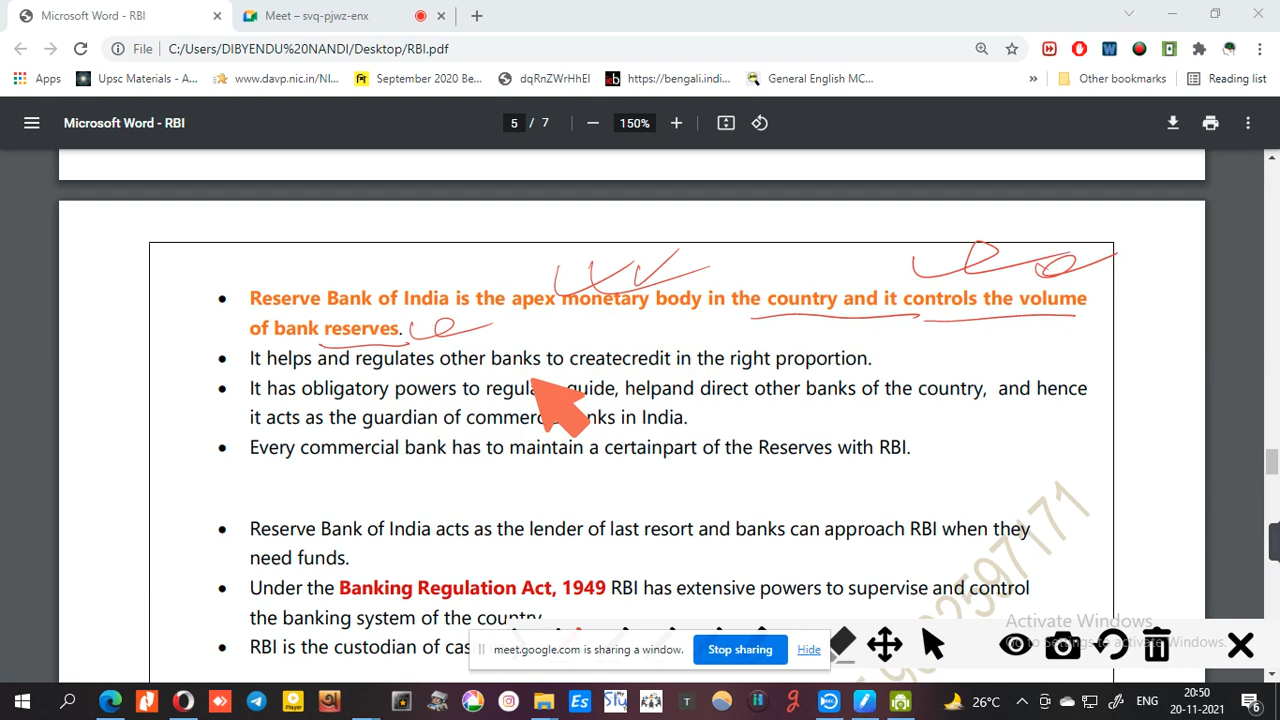 Microsoft Word - RBI
Meet – svq-pjwz-enx
File
C:/Users/DIBYENDU%20NANDI/Desktop/RBI.pdf
Apps
Upsc Materials - A...
www.davp.nic.in/NI...
September 2020 Be...
dqRnZWrHhEI
https://bengali.indi...
General English MC...
»
Other bookmarks
Reading list
Microsoft Word - RBI
5 / 7
150%
• Reserve Bank of India is the apex monetary body in the country and it controls the volume
of bank reserves.
• It helps and regulates other banks to createcredit in the right proportion.
• It has obligatory powers to guide, helpand direct other banks of the country, and hence
it acts as the guardian of in India.
• Every commercial bank has to maintain a certainpart of the Reserves with RBI.
• Reserve Bank of India acts as the lender of last resort and banks can approach RBI when they
need funds.
• Under the Banking Regulation Act, 1949 RBI has extensive powers to supervise and control
the banking system of the country
• RBI is the custodian of
Activate Windows
meet.google.com is sharing a window.
Stop sharing
Hide
26°C
ENG
20:50
20-11-2021
6